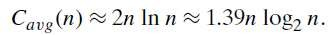 C_avg(n) ≈ 2n ln n ≈ 1.39n log₂ n.